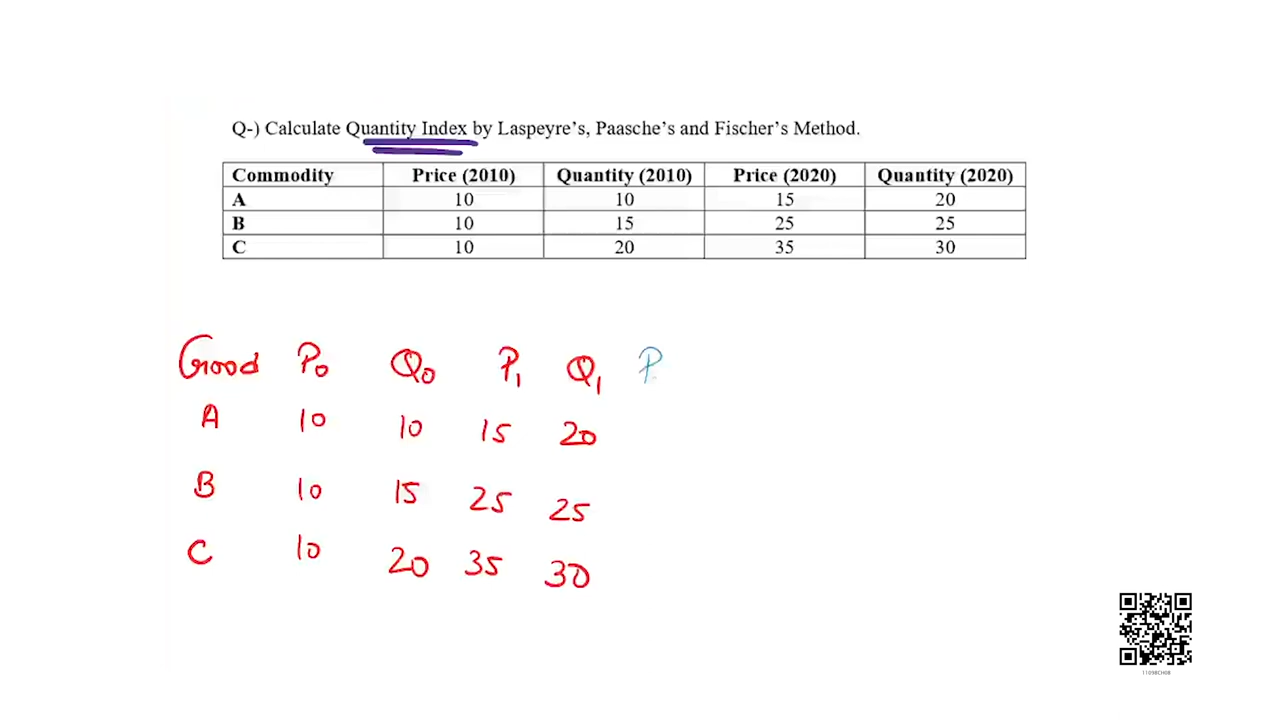 Q-) Calculate Quantity Index by Laspeyre's, Paasche's and Fischer's Method.
Commodity Price (2010) Quantity (2010) Price (2020) Quantity (2020)
A 10 10 15 20
B 10 15 25 25
C 10 20 35 30
Good P0 Q0 P1 Q1 P
A 10 10 15 20
B 10 15 25 25
C 10 20 35 30
11098CH08